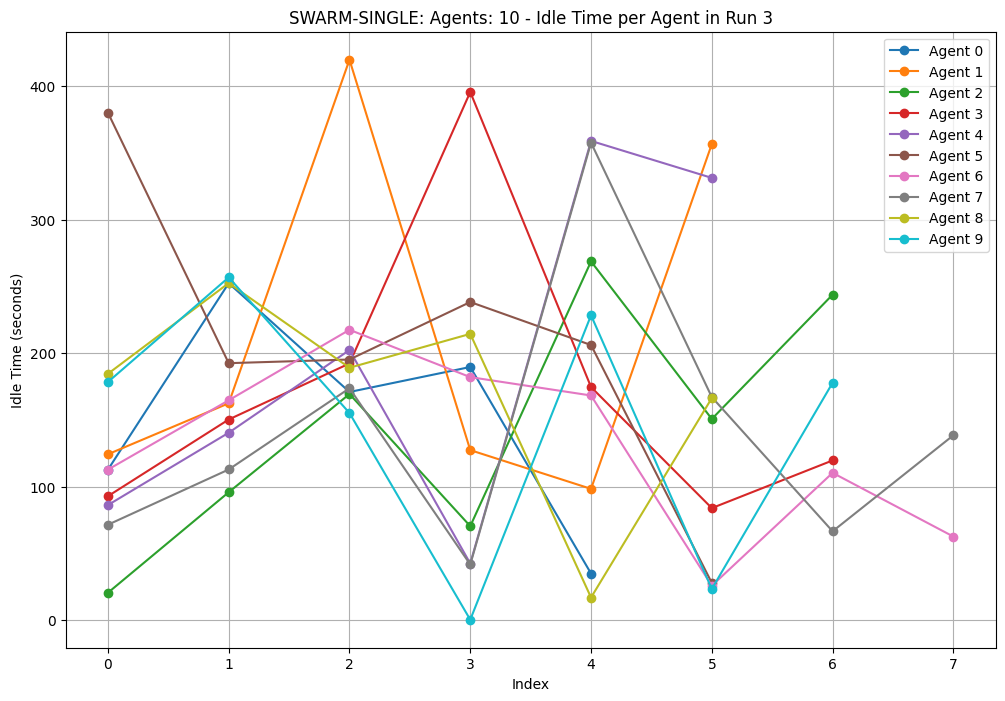 SWARM-SINGLE: Agents: 10 - Idle Time per Agent in Run 3
Idle Time (seconds)
400
300
200
100
0
0 1 2 3 4 5 6 7
Index
Agent 0
Agent 1
Agent 2
Agent 3
Agent 4
Agent 5
Agent 6
Agent 7
Agent 8
Agent 9